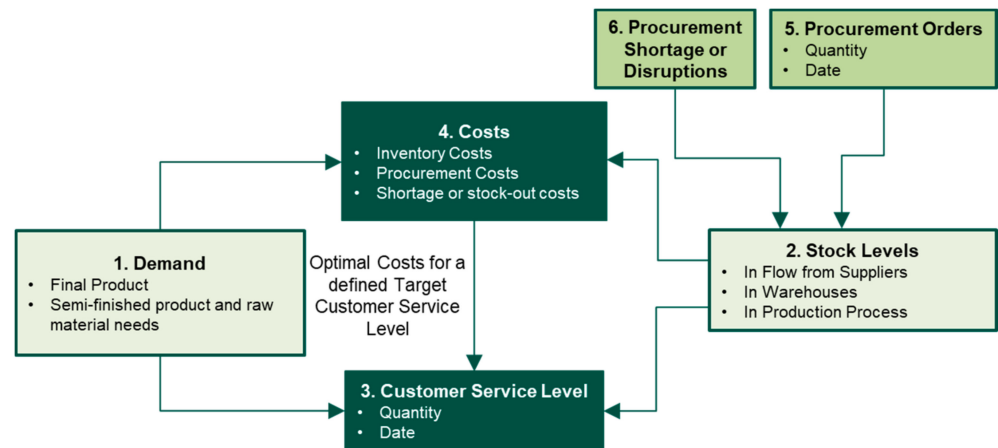 6. Procurement
Shortage or
Disruptions
5. Procurement Orders
• Quantity
• Date
4. Costs
• Inventory Costs
• Procurement Costs
• Shortage or stock-out costs
1. Demand
• Final Product
• Semi-finished product and raw
material needs
Optimal Costs for a
defined Target
Customer Service
Level
2. Stock Levels
• In Flow from Suppliers
• In Warehouses
• In Production Process
3. Customer Service Level
• Quantity
• Date